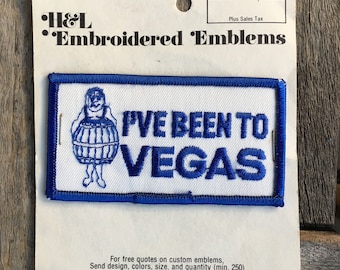 Plus Sales Tax
H&L
Embroidered Emblems
I'VE BEEN TO
VEGAS
For free quotes on custom emblems,
Send design, colors, size, and quantity (min. 250)